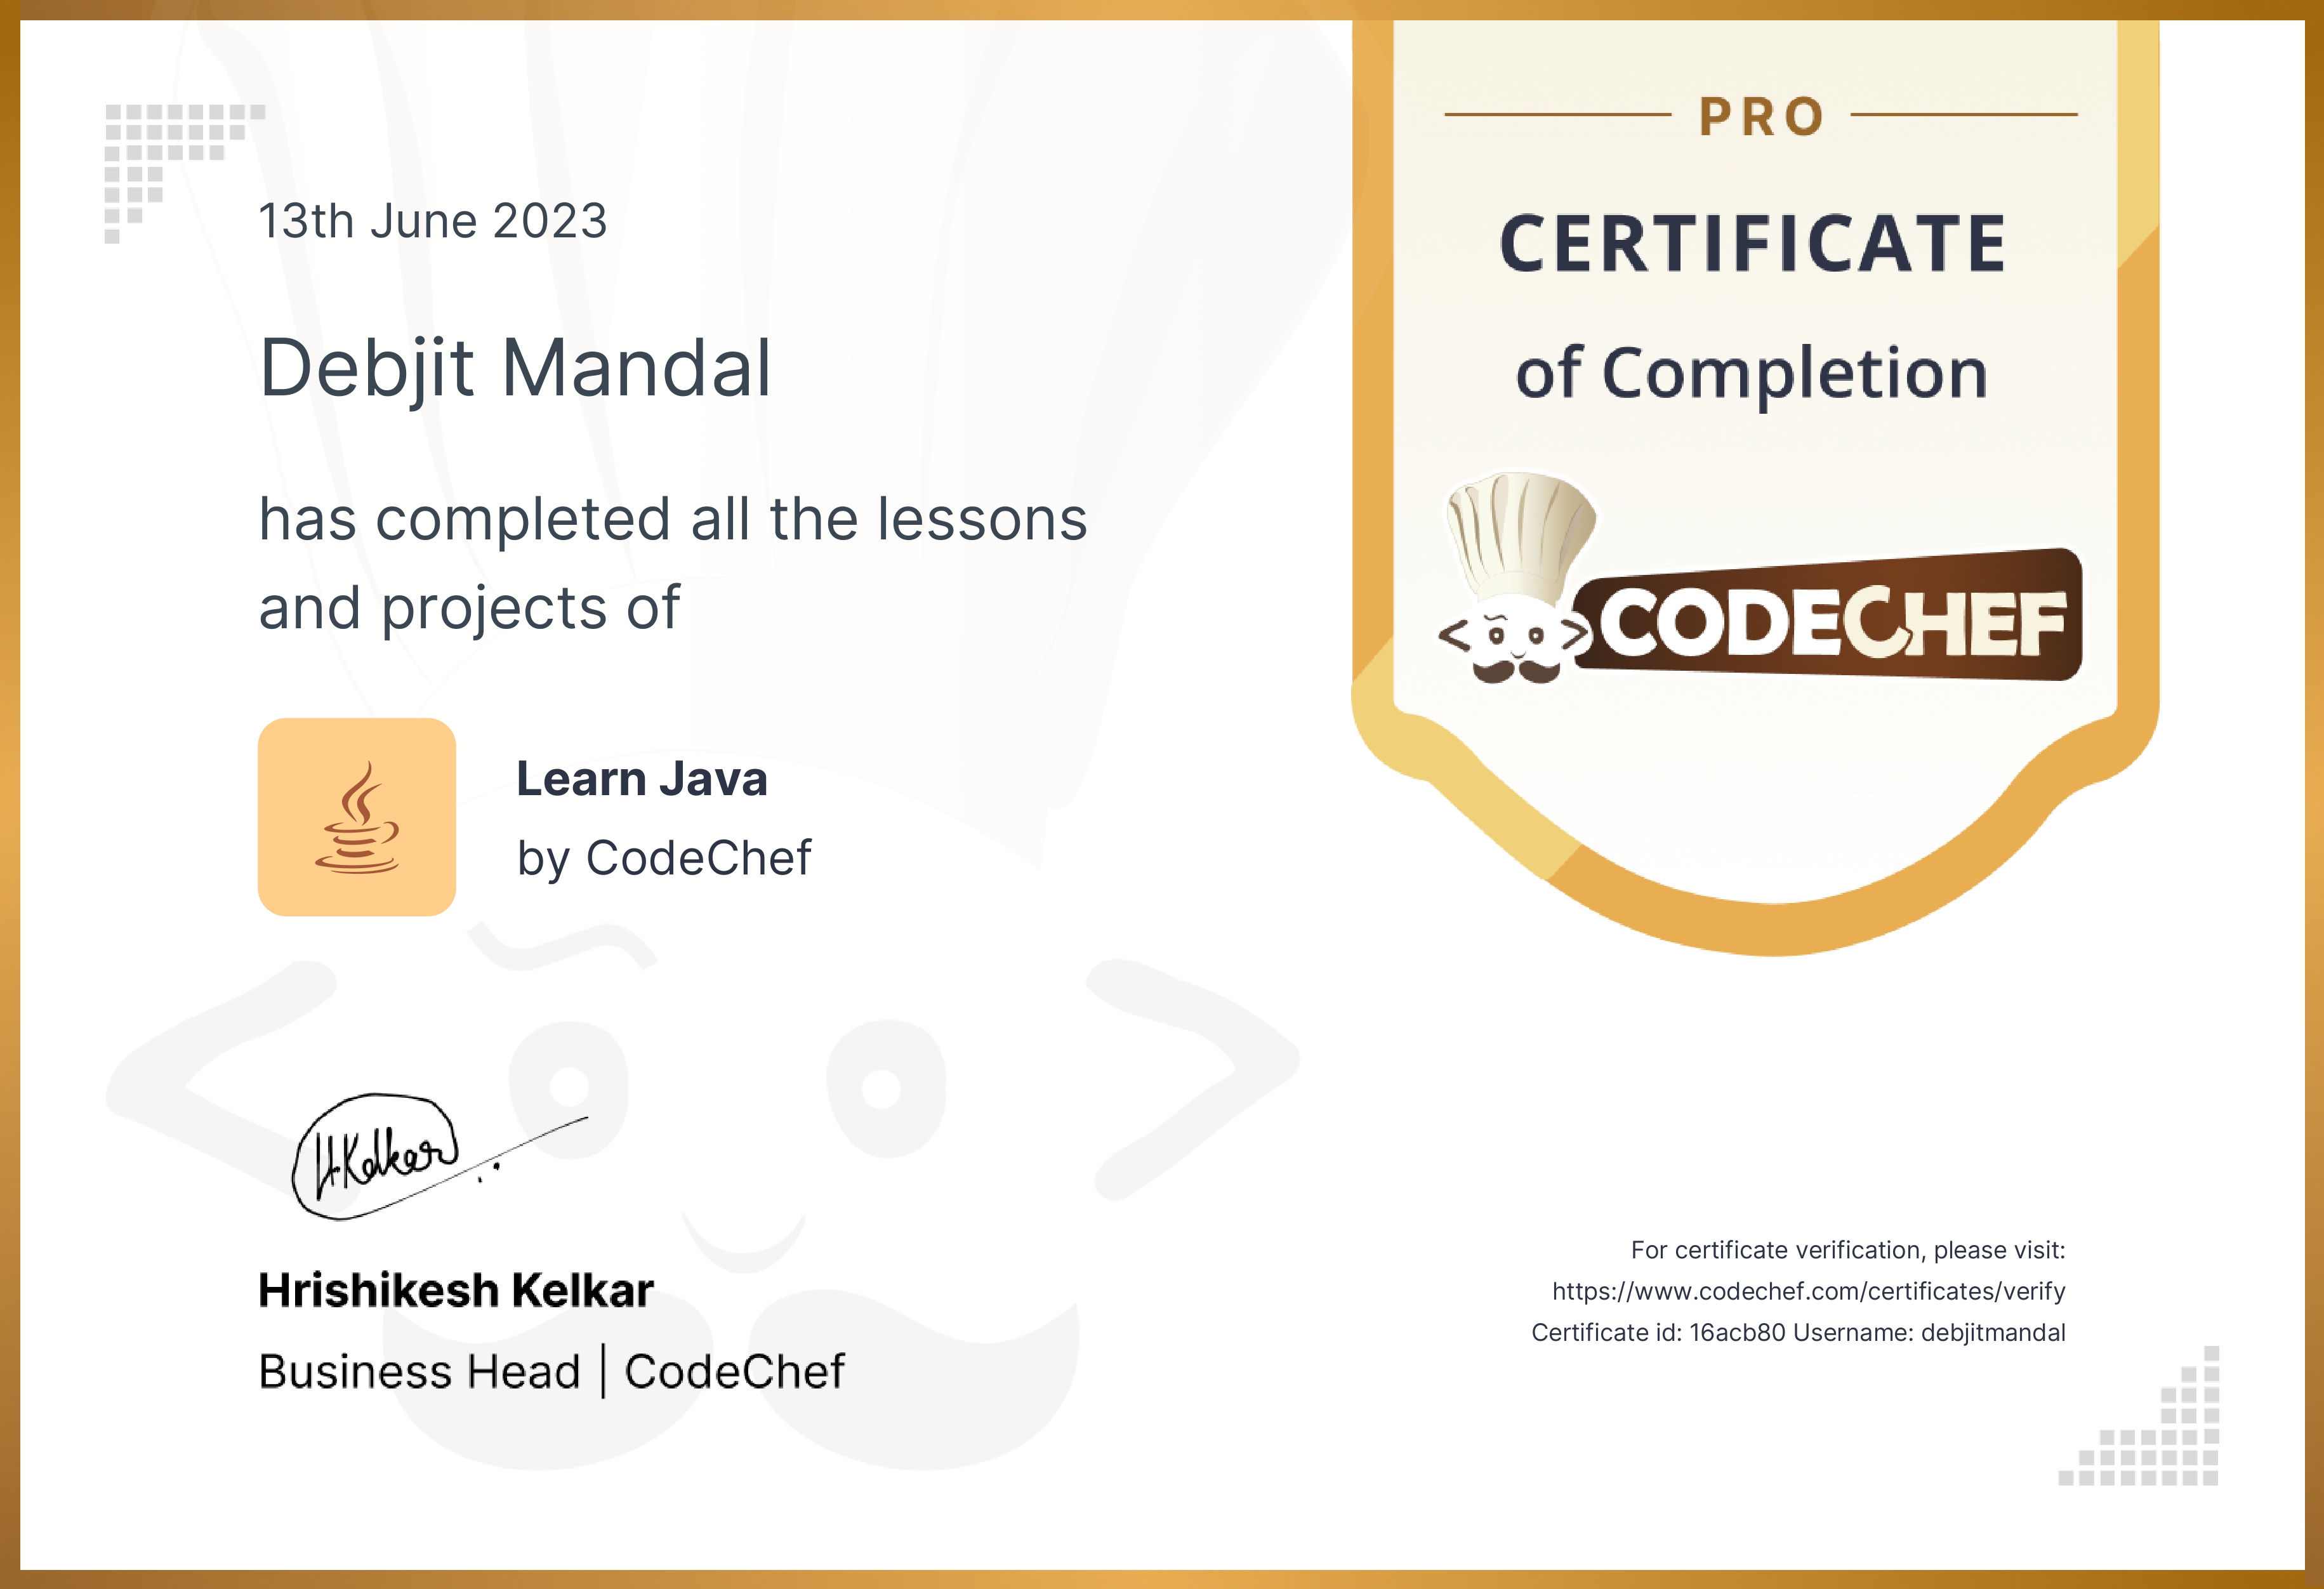 13th June 2023
Debjit Mandal
has completed all the lessons
and projects of
Learn Java
by CodeChef
HKelkar
Hrishikesh Kelkar
Business Head | CodeChef
PRO
CERTIFICATE
of Completion
CODECHEF
For certificate verification, please visit:
https://www.codechef.com/certificates/verify
Certificate id: 16acb80 Username: debjitmandal